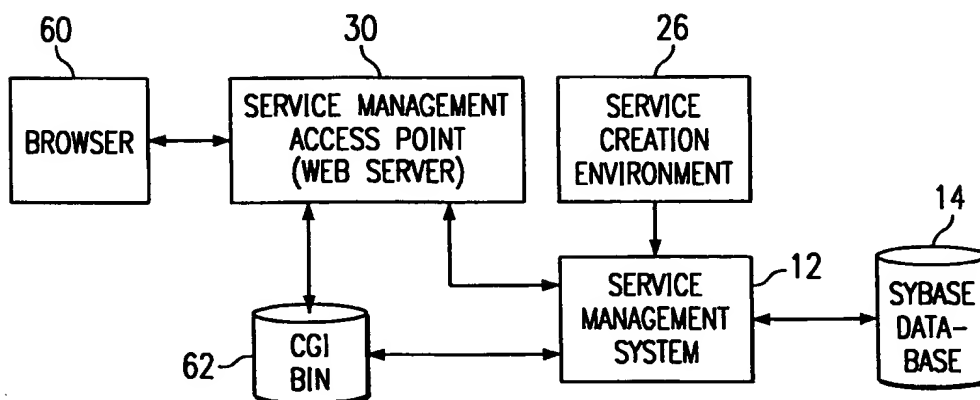 60
30
26
BROWSER
SERVICE MANAGEMENT
ACCESS POINT
(WEB SERVER)
SERVICE
CREATION
ENVIRONMENT
14
12
SERVICE
MANAGEMENT
SYSTEM
SYBASE
DATA-
BASE
62
CGI
BIN